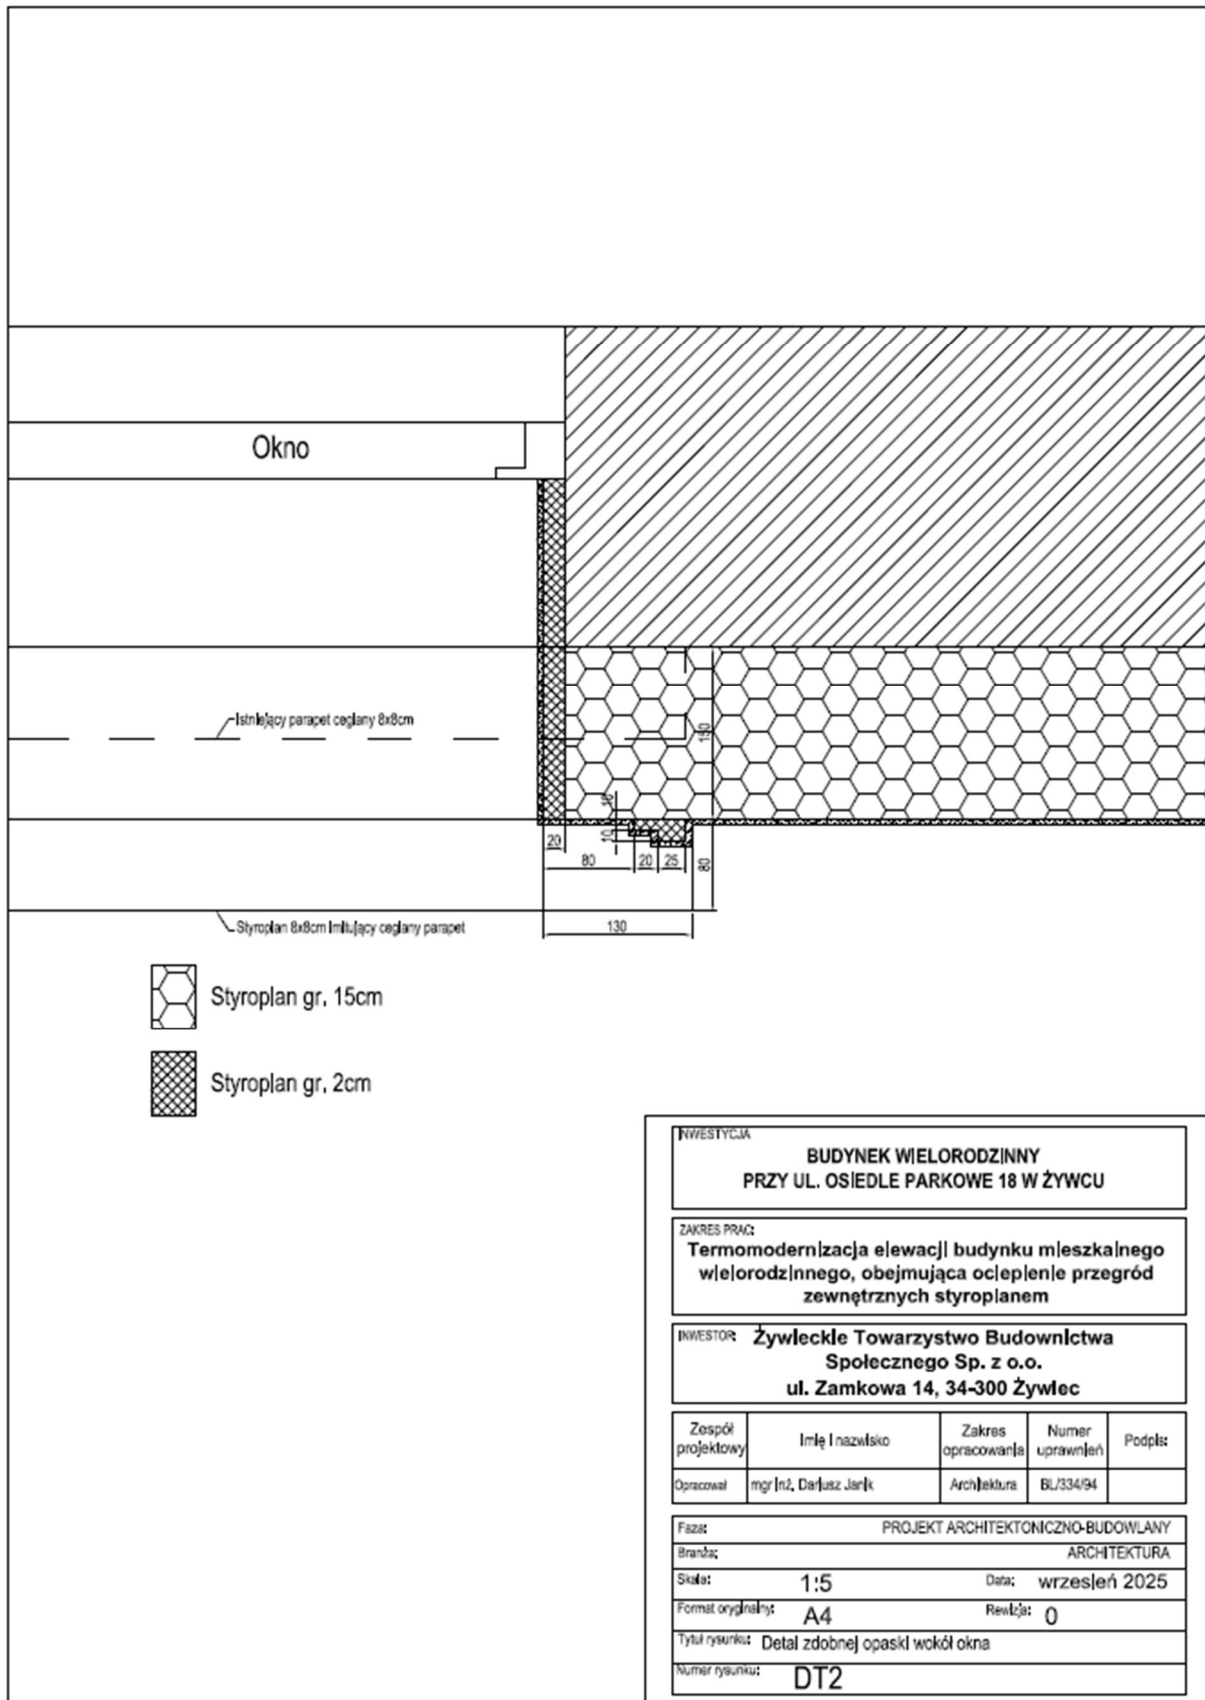 Okno
Istniejący parapet ceglany 8x8cm
150
10
10
20
80
20
25
80
130
Styroplan 8x8cm imitujący ceglany parapet
Styroplan gr. 15cm
Styroplan gr. 2cm
INWESTYCJA
BUDYNEK WIELORODZINNY
PRZY UL. OSIEDLE PARKOWE 18 W ŻYWCU
ZAKRES PRAC:
Termomodernizacja elewacji budynku mieszkalnego
wielorodzinnego, obejmująca ocieplenie przegród
zewnętrznych styroplanem
INWESTOR: Żywieckie Towarzystwo Budownictwa
Społecznego Sp. z o.o.
ul. Zamkowa 14, 34-300 Żywiec
Zespół projektowy Imię i nazwisko Zakres opracowania Numer uprawnień Podpis:
Opracował mgr inż. Dariusz Janik Architektura BL/334/94
Faza: PROJEKT ARCHITEKTONICZNO-BUDOWLANY
Branża: ARCHITEKTURA
Skala: 1:5 Data: wrzesień 2025
Format oryginalny: A4 Rewizja: 0
Tytuł rysunku: Detal zdobnej opaski wokół okna
Numer rysunku: DT2